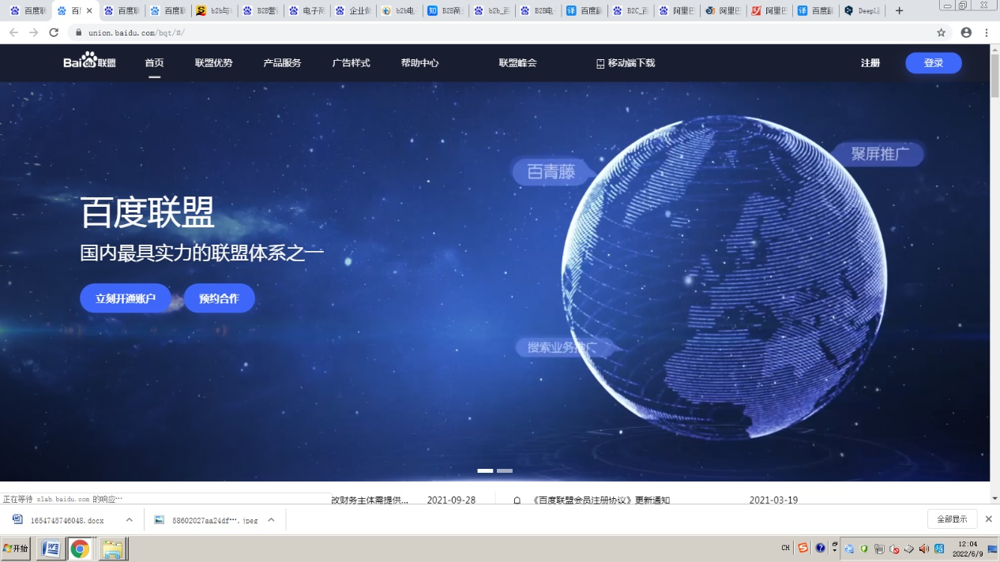 百度联
百
百度联
百度联
b2b与
B2B营
电子商
企业做
b2b电
B2B商
b2b_百
B2B电
百度翻
B2C_百
阿里巴
阿里巴
阿里巴
百度翻
DeepL
union.baidu.com/bqt/#/
Bai du 联盟
首页
联盟优势
产品服务
广告样式
帮助中心
联盟峰会
移动端下载
注册
登录
百青藤
聚屏推广
百度联盟
国内最具实力的联盟体系之一
立刻开通账户
预约合作
搜索业务推广
正在等待 xlab.baidu.com 的响应…
改财务主体需提供...
2021-09-28
《百度联盟会员注册协议》更新通知
2021-03-19
1654745746048.docx
58602027aa24df….jpeg
全部显示
开始
CH
12:04
2022/6/9